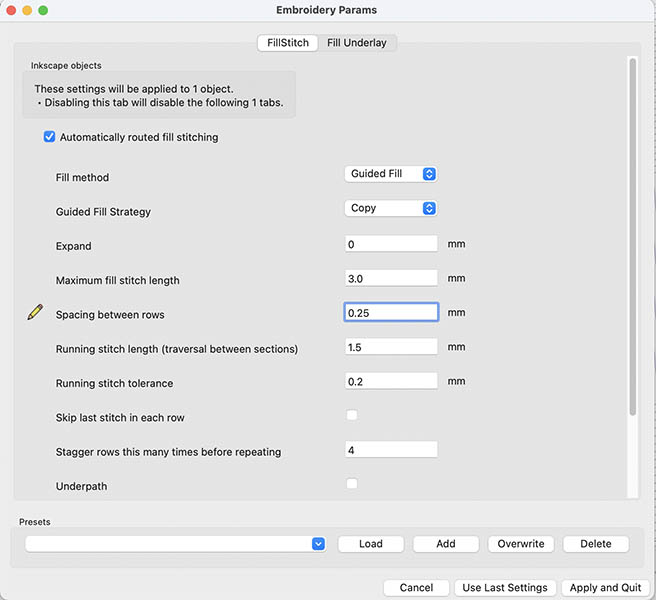 Embroidery Params
FillStitch Fill Underlay
Inkscape objects
These settings will be applied to 1 object.
• Disabling this tab will disable the following 1 tabs.
Automatically routed fill stitching
Fill method Guided Fill
Guided Fill Strategy Copy
Expand 0 mm
Maximum fill stitch length 3.0 mm
Spacing between rows 0.25 mm
Running stitch length (traversal between sections) 1.5 mm
Running stitch tolerance 0.2 mm
Skip last stitch in each row
Stagger rows this many times before repeating 4
Underpath
Presets
Load Add Overwrite Delete
Cancel Use Last Settings Apply and Quit